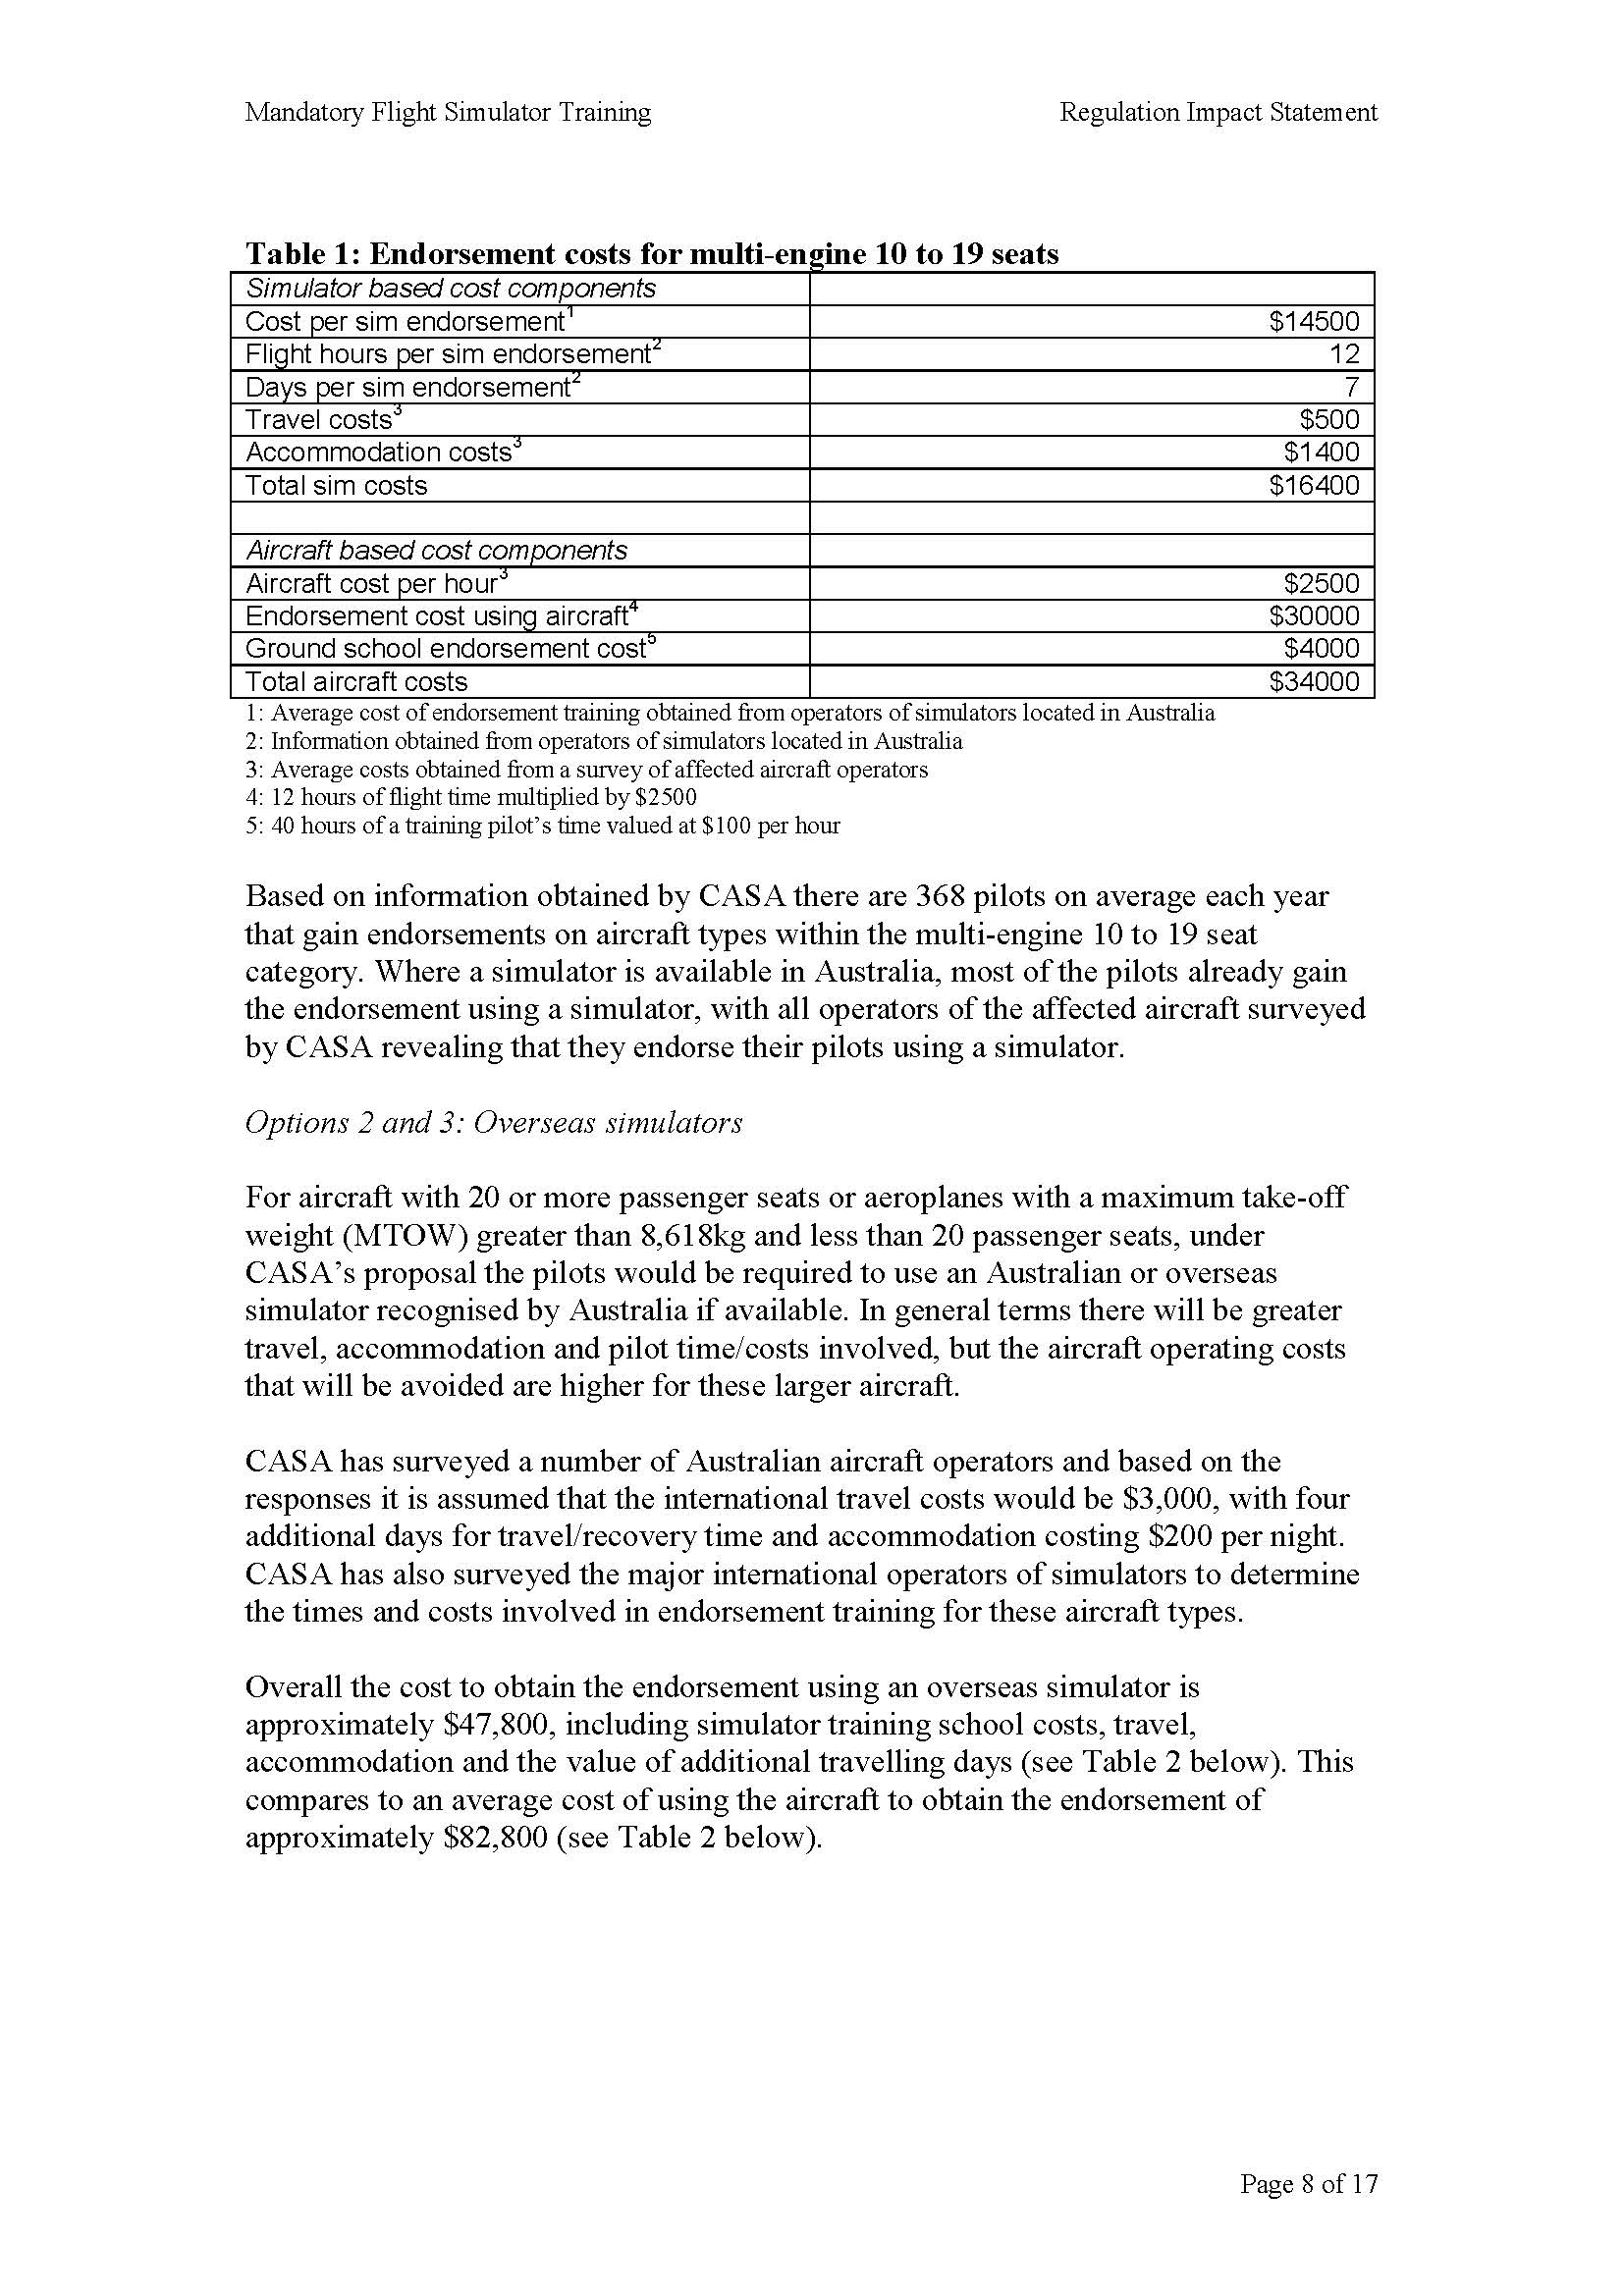 Mandatory Flight Simulator Training Regulation Impact Statement
Table 1: Endorsement costs for multi-engine 10 to 19 seats
Simulator based cost components
Cost per sim endorsement1 $14500
Flight hours per sim endorsement2 12
Days per sim endorsement2 7
Travel costs3 $500
Accommodation costs3 $1400
Total sim costs $16400
Aircraft based cost components
Aircraft cost per hour3 $2500
Endorsement cost using aircraft4 $30000
Ground school endorsement cost5 $4000
Total aircraft costs $34000
1: Average cost of endorsement training obtained from operators of simulators located in Australia
2: Information obtained from operators of simulators located in Australia
3: Average costs obtained from a survey of affected aircraft operators
4: 12 hours of flight time multiplied by $2500
5: 40 hours of a training pilot’s time valued at $100 per hour
Based on information obtained by CASA there are 368 pilots on average each year
that gain endorsements on aircraft types within the multi-engine 10 to 19 seat
category. Where a simulator is available in Australia, most of the pilots already gain
the endorsement using a simulator, with all operators of the affected aircraft surveyed
by CASA revealing that they endorse their pilots using a simulator.
Options 2 and 3: Overseas simulators
For aircraft with 20 or more passenger seats or aeroplanes with a maximum take-off
weight (MTOW) greater than 8,618kg and less than 20 passenger seats, under
CASA’s proposal the pilots would be required to use an Australian or overseas
simulator recognised by Australia if available. In general terms there will be greater
travel, accommodation and pilot time/costs involved, but the aircraft operating costs
that will be avoided are higher for these larger aircraft.
CASA has surveyed a number of Australian aircraft operators and based on the
responses it is assumed that the international travel costs would be $3,000, with four
additional days for travel/recovery time and accommodation costing $200 per night.
CASA has also surveyed the major international operators of simulators to determine
the times and costs involved in endorsement training for these aircraft types.
Overall the cost to obtain the endorsement using an overseas simulator is
approximately $47,800, including simulator training school costs, travel,
accommodation and the value of additional travelling days (see Table 2 below). This
compares to an average cost of using the aircraft to obtain the endorsement of
approximately $82,800 (see Table 2 below).
Page 8 of 17